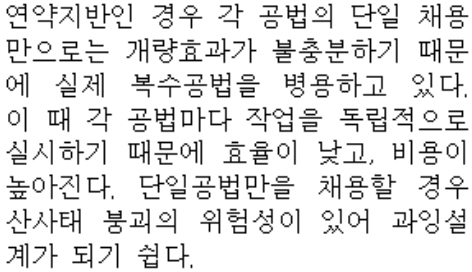 연약지반인 경우 각 공법의 단일 채용
만으로는 개량효과가 불충분하기 때문
에 실제 복수공법을 병용하고 있다.
이 때 각 공법마다 작업을 독립적으로
실시하기 때문에 효율이 낮고, 비용이
높아진다. 단일공법만을 채용할 경우
산사태 붕괴의 위험성이 있어 과잉설
계가 되기 쉽다.